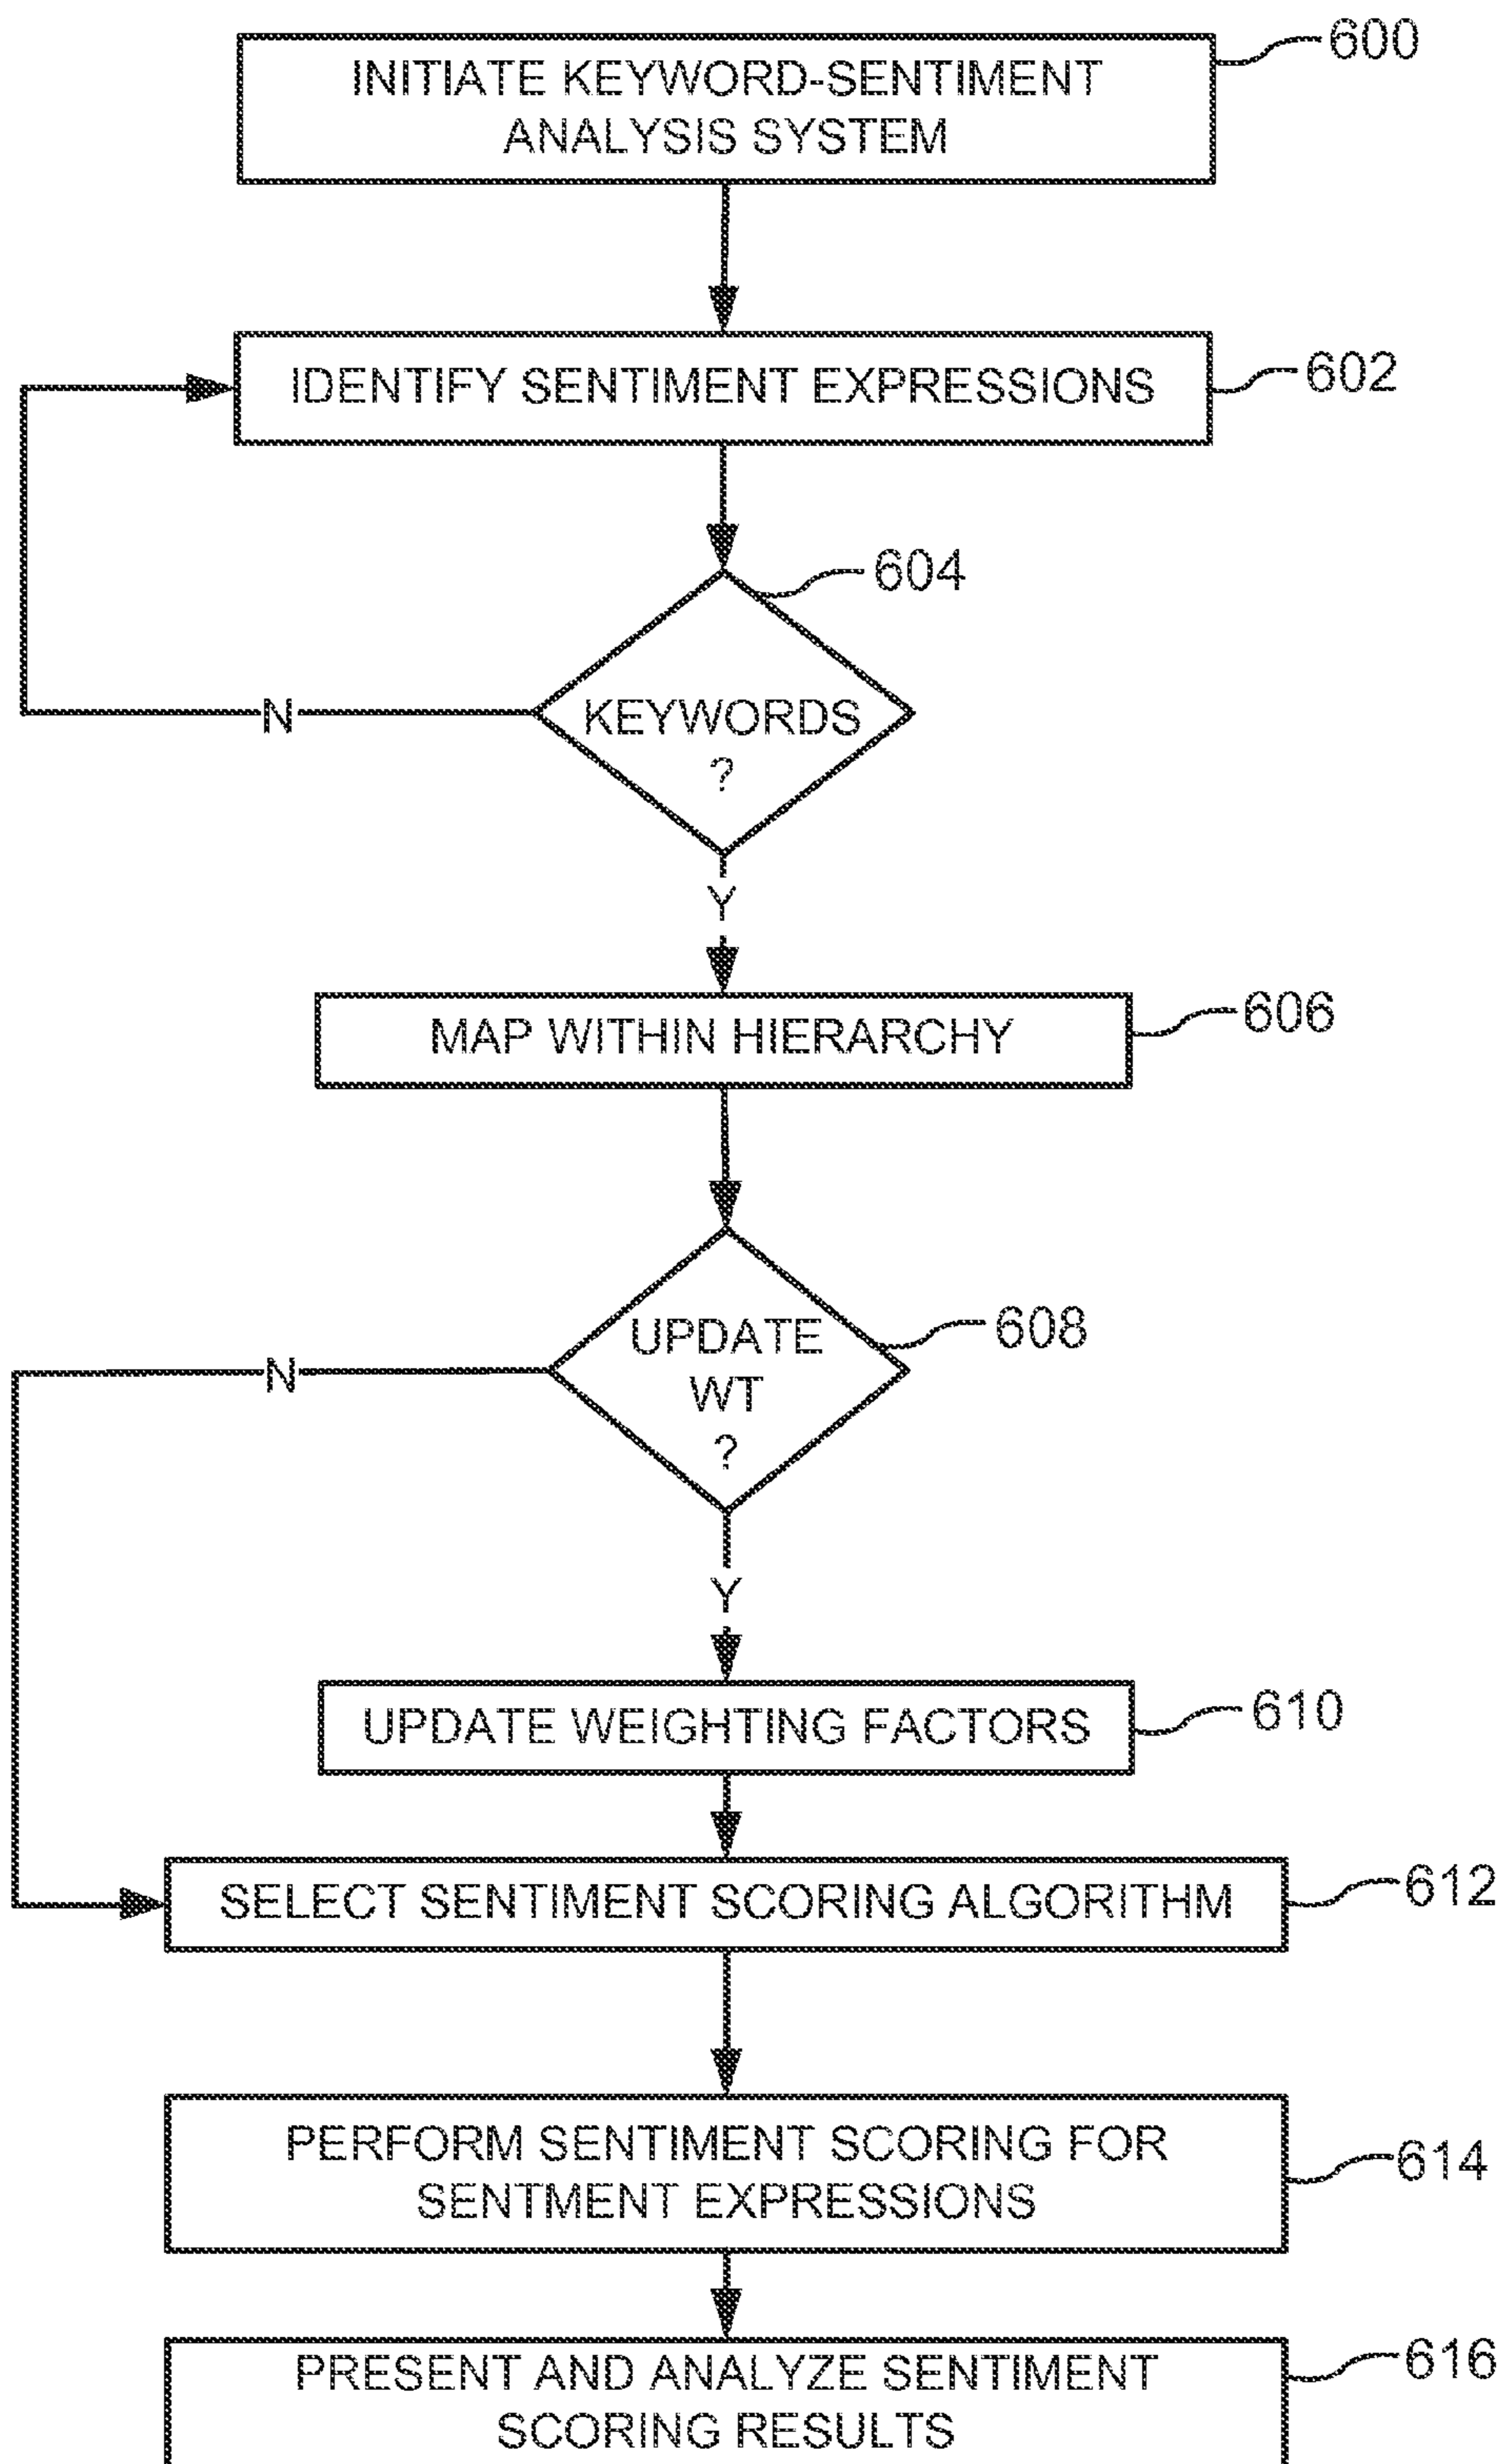 600
INITIATE KEYWORD-SENTIMENT
ANALYSIS SYSTEM
IDENTIFY SENTIMENT EXPRESSIONS
602
604
KEYWORDS
?
N
Y
MAP WITHIN HIERARCHY
606
608
UPDATE
WT
?
N
Y
UPDATE WEIGHTING FACTORS
610
SELECT SENTIMENT SCORING ALGORITHM
612
PERFORM SENTIMENT SCORING FOR
SENTMENT EXPRESSIONS
614
PRESENT AND ANALYZE SENTIMENT
SCORING RESULTS
616